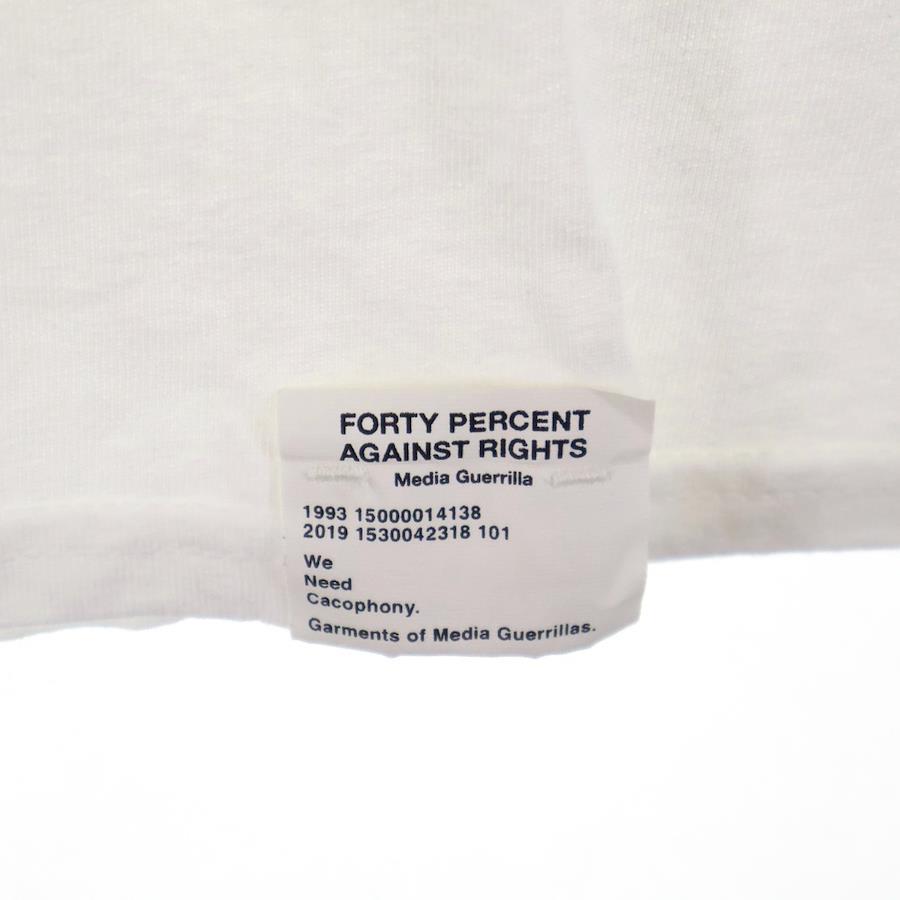 FORTY PERCENT
AGAINST RIGHTS
Media Guerrilla
1993 15000014138
2019 1530042318 101
We
Need
Cacophony.
Garments of Media Guerrillas.